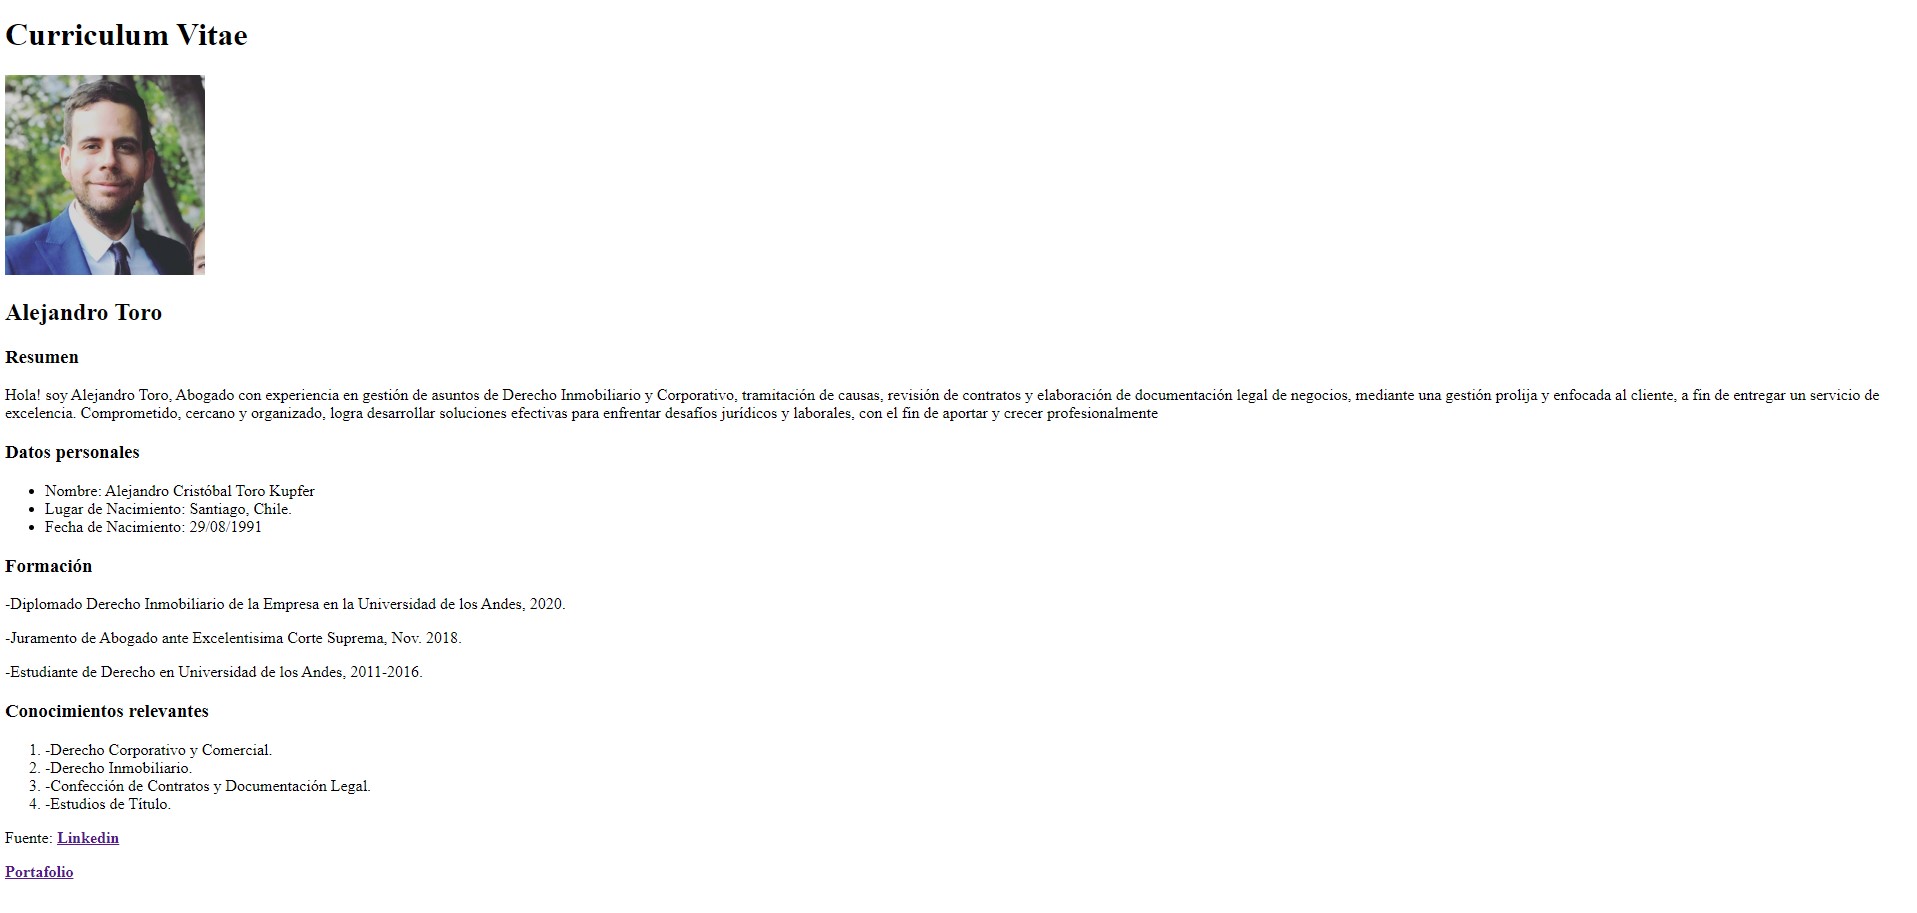 Curriculum Vitae
Alejandro Toro
Resumen
Hola! soy Alejandro Toro, Abogado con experiencia en gestión de asuntos de Derecho Inmobiliario y Corporativo, tramitación de causas, revisión de contratos y elaboración de documentación legal de negocios, mediante una gestión prolija y enfocada al cliente, a fin de entregar un servicio de
excelencia. Comprometido, cercano y organizado, logra desarrollar soluciones efectivas para enfrentar desafíos jurídicos y laborales, con el fin de aportar y crecer profesionalmente
Datos personales
• Nombre: Alejandro Cristóbal Toro Kupfer
• Lugar de Nacimiento: Santiago, Chile.
• Fecha de Nacimiento: 29/08/1991
Formación
-Diplomado Derecho Inmobiliario de la Empresa en la Universidad de los Andes, 2020.
-Juramento de Abogado ante Excelentisima Corte Suprema, Nov. 2018.
-Estudiante de Derecho en Universidad de los Andes, 2011-2016.
Conocimientos relevantes
1. -Derecho Corporativo y Comercial.
2. -Derecho Inmobiliario.
3. -Confección de Contratos y Documentación Legal.
4. -Estudios de Título.
Fuente: Linkedin
Portafolio